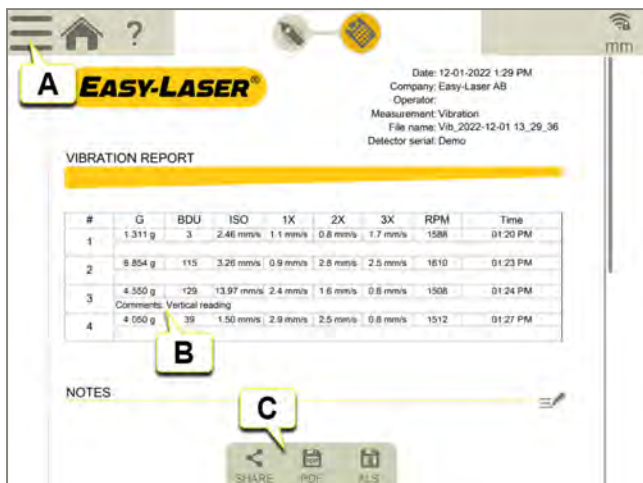 ?
mm
A
EASY-LASER®
Date: 12-01-2022 1:29 PM
Company: Easy-Laser AB
Operator:
Measurement: Vibration
File name: Vib_2022-12-01 13_29_36
Detector serial: Demo
VIBRATION REPORT
# G BDU ISO 1X 2X 3X RPM Time
1 1.311 g 3 2.46 mm/s 1.1 mm/s 0.8 mm/s 1.7 mm/s 1588 01:20 PM
2 6.854 g 115 3.26 mm/s 0.9 mm/s 2.8 mm/s 2.5 mm/s 1610 01:23 PM
3 4.550 g 129 13.97 mm/s 2.4 mm/s 1.6 mm/s 0.8 mm/s 1508 01:24 PM
Comments: Vertical reading
4 4.050 g 39 1.50 mm/s 2.9 mm/s 2.5 mm/s 0.8 mm/s 1512 01:27 PM
B
NOTES
C
SHARE PDF XLS